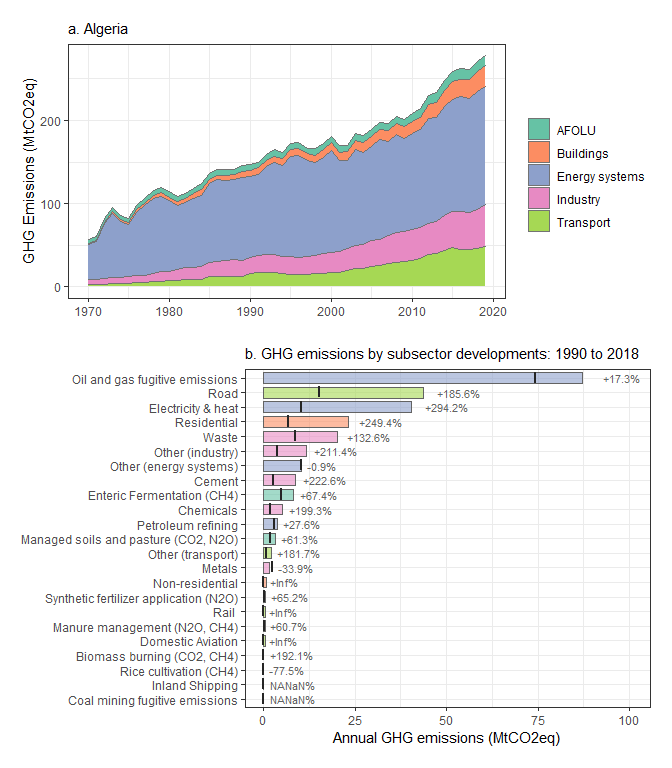 a. Algeria
GHG Emissions (MtCO2eq)
200
100
0
1970
1980
1990
2000
2010
2020
AFOLU
Buildings
Energy systems
Industry
Transport
b. GHG emissions by subsector developments: 1990 to 2018
Oil and gas fugitive emissions +17.3%
Road +185.6%
Electricity & heat +294.2%
Residential +249.4%
Waste +132.6%
Other (industry) +211.4%
Other (energy systems) -0.9%
Cement +222.6%
Enteric Fermentation (CH4) +67.4%
Chemicals +199.3%
Petroleum refining +27.6%
Managed soils and pasture (CO2, N2O) +61.3%
Other (transport) +181.7%
Metals -33.9%
Non-residential +Inf%
Synthetic fertilizer application (N2O) +65.2%
Rail +Inf%
Manure management (N2O, CH4) +60.7%
Domestic Aviation +Inf%
Biomass burning (CO2, CH4) +192.1%
Rice cultivation (CH4) -77.5%
Inland Shipping NANaN%
Coal mining fugitive emissions NANaN%
0
25
50
75
100
Annual GHG emissions (MtCO2eq)